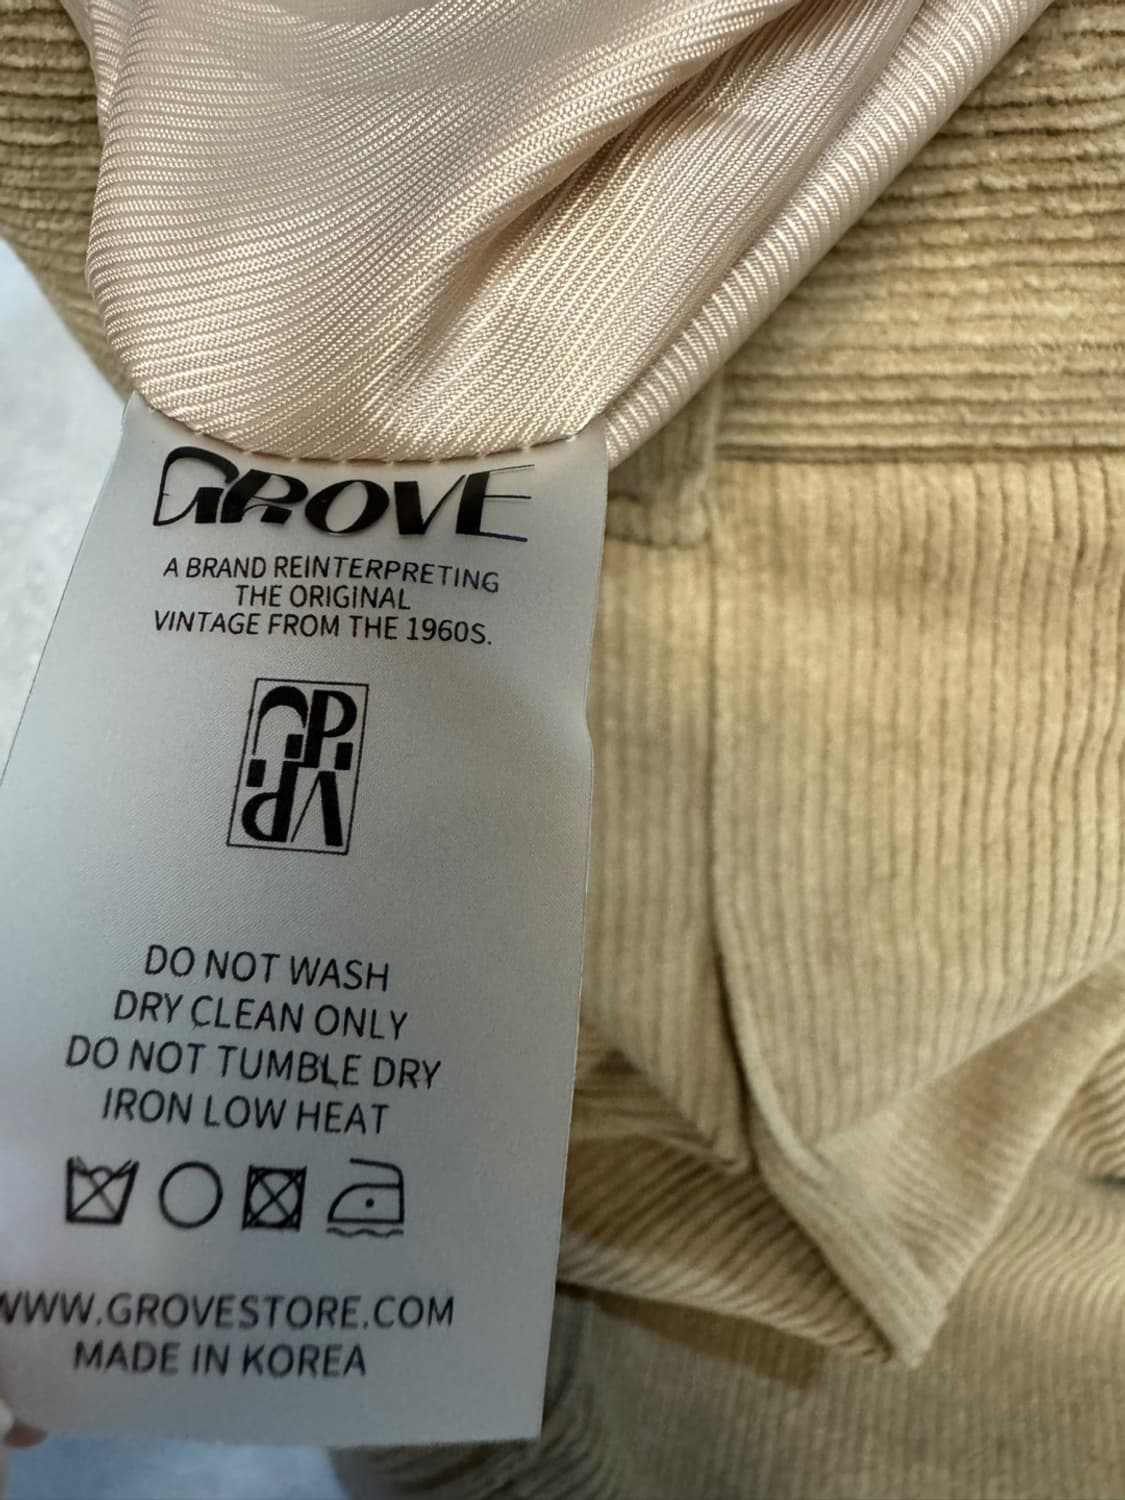 GROVE
A BRAND REINTERPRETING
THE ORIGINAL
VINTAGE FROM THE 1960S.
DO NOT WASH
DRY CLEAN ONLY
DO NOT TUMBLE DRY
IRON LOW HEAT
WWW.GROVESTORE.COM
MADE IN KOREA